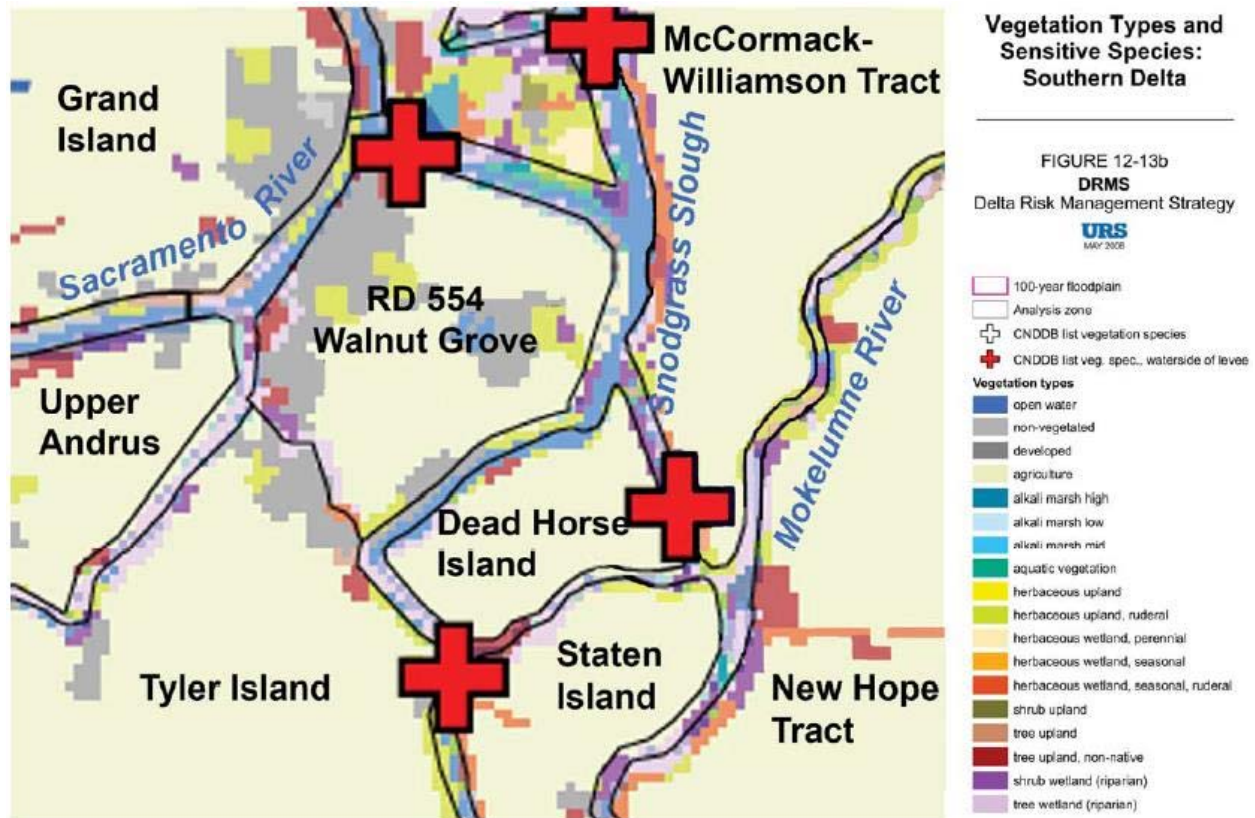 Grand
Island
McCormack-
Williamson Tract
Sacramento River
Snodgrass Slough
RD 554
Walnut Grove
Upper
Andrus
Mokelumne River
Dead Horse
Island
Tyler Island
Staten
Island
New Hope
Tract
Vegetation Types and
Sensitive Species:
Southern Delta
FIGURE 12-13b
DRMS
Delta Risk Management Strategy
URS
MAY 2008
100-year floodplain
Analysis zone
CNDDB list vegetation species
CNDDB list veg. spec., waterside of levee
Vegetation types
open water
non-vegetated
developed
agriculture
alkali marsh high
alkali marsh low
alkali marsh mid
aquatic vegetation
herbaceous upland
herbaceous upland, ruderal
herbaceous wetland, perennial
herbaceous wetland, seasonal
herbaceous wetland, seasonal, ruderal
shrub upland
tree upland
tree upland, non-native
shrub wetland (riparian)
tree wetland (riparian)